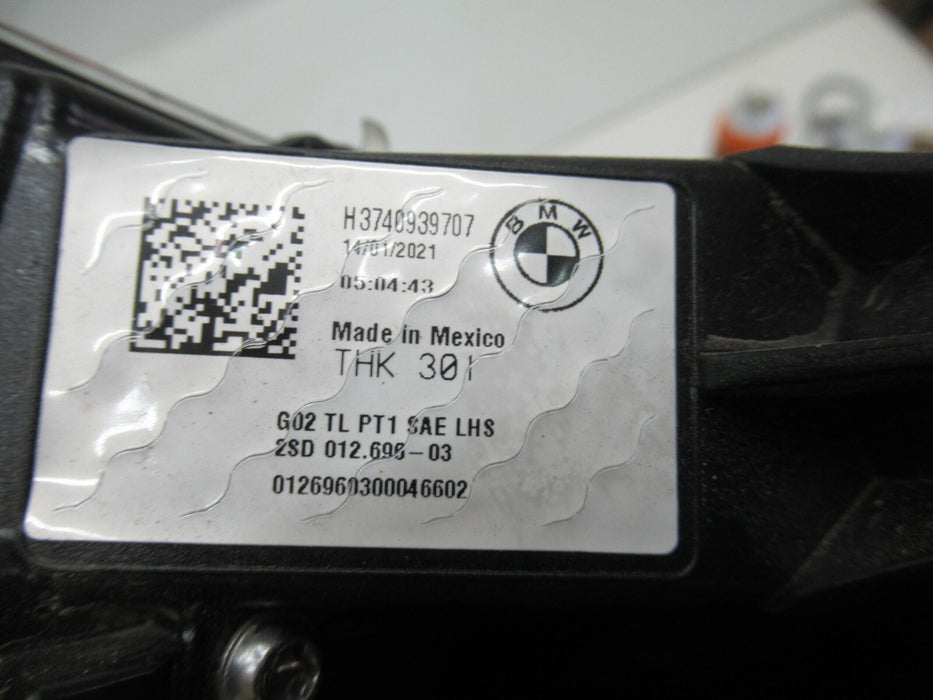 H3740939707
14/01/2021
05:04:43
BMW
Made in Mexico
THK 301
G02 TL PT1 SAE LHS
2SD 012.696-03
0126960300046602